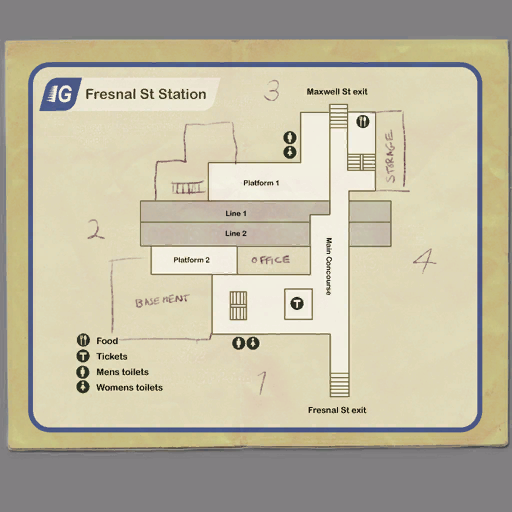 IG Fresnal St Station
3
Maxwell St exit
STORAGE
Platform 1
Line 1
Line 2
2
4
Platform 2
OFFICE
Main Concourse
BASEMENT
T
Food
T Tickets
Mens toilets
Womens toilets
1
Fresnal St exit